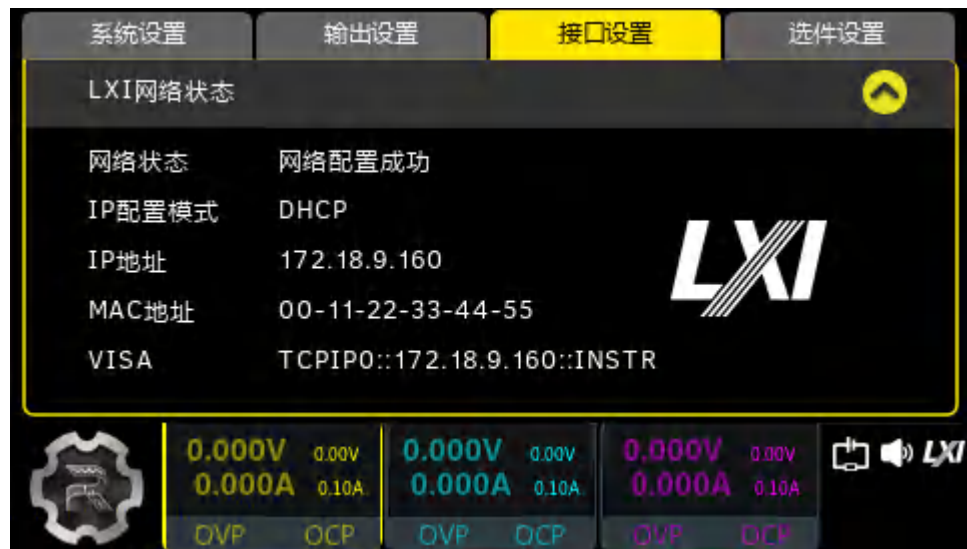 系统设置 输出设置 接口设置 选件设置
LXI网络状态
网络状态 网络配置成功
IP配置模式 DHCP
IP地址 172.18.9.160
MAC地址 00-11-22-33-44-55
VISA TCPIP0::172.18.9.160::INSTR
LXI
0.000V 0.00V 0.000V 0.00V 0.000V 0.00V LXI
0.000A 0.10A 0.000A 0.10A 0.000A 0.10A
OVP OCP OVP OCP OVP OCP
R